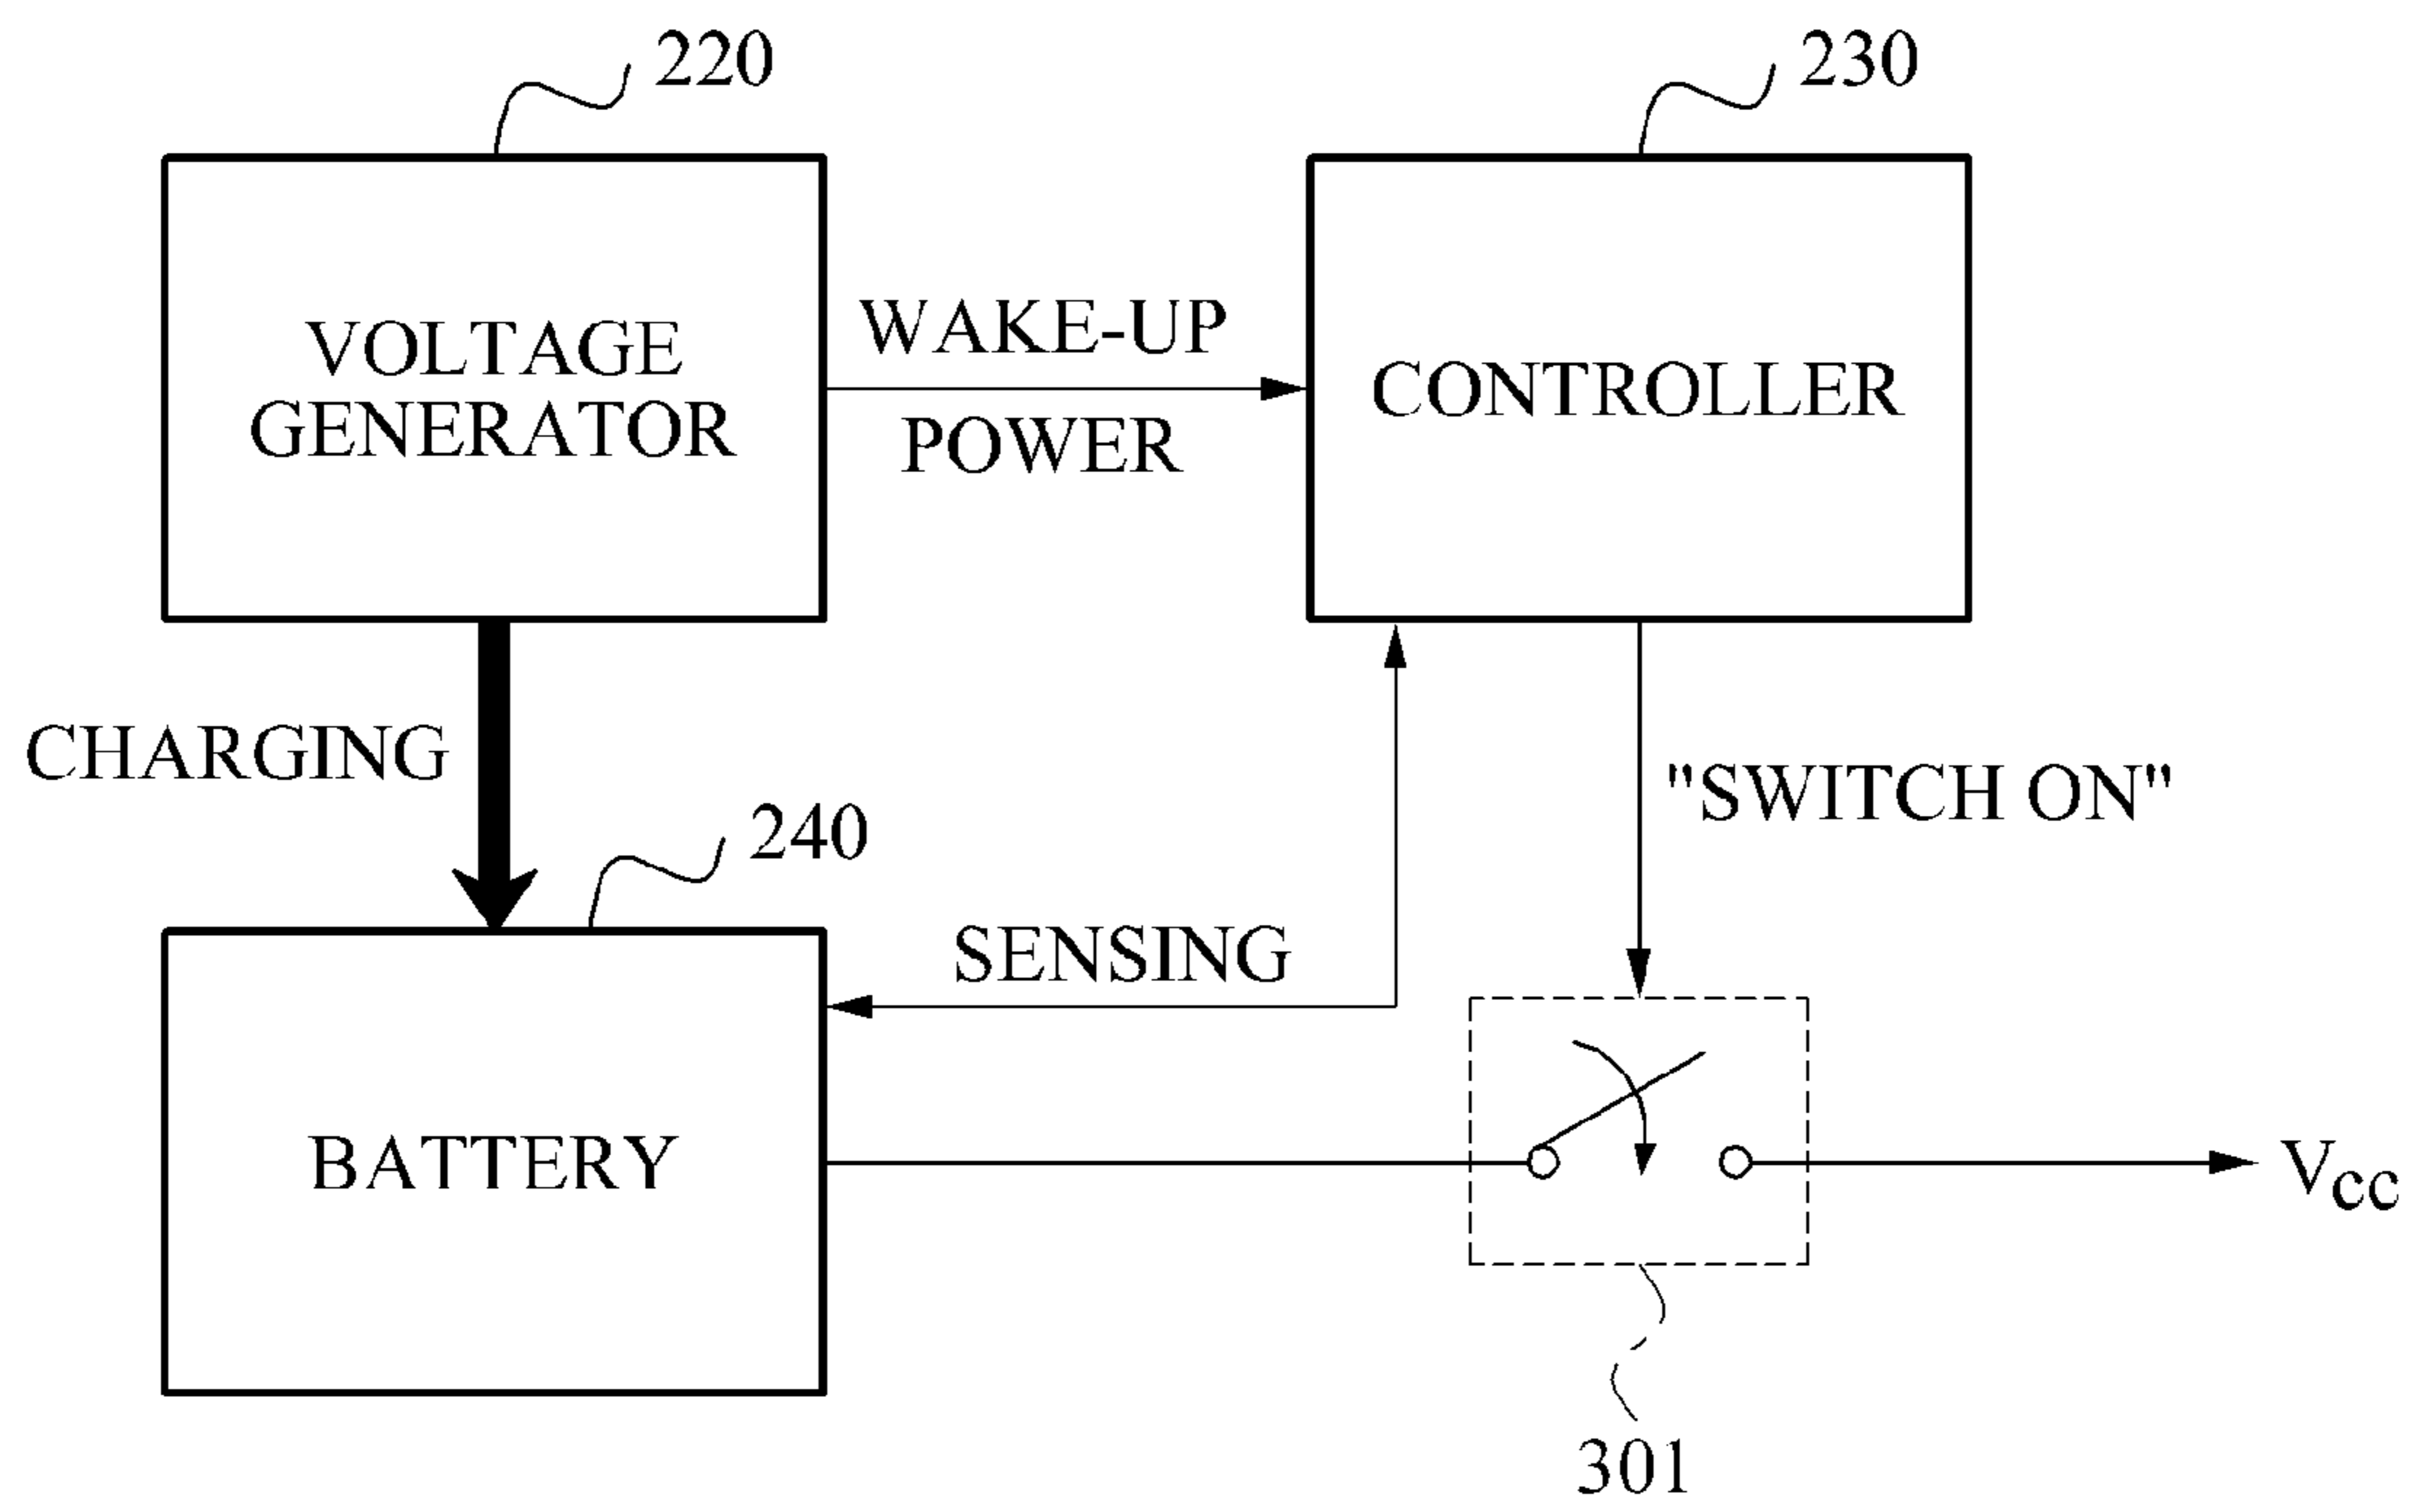 220
230
VOLTAGE
GENERATOR
WAKE-UP
POWER
CONTROLLER
CHARGING
"SWITCH ON"
240
SENSING
BATTERY
Vcc
301